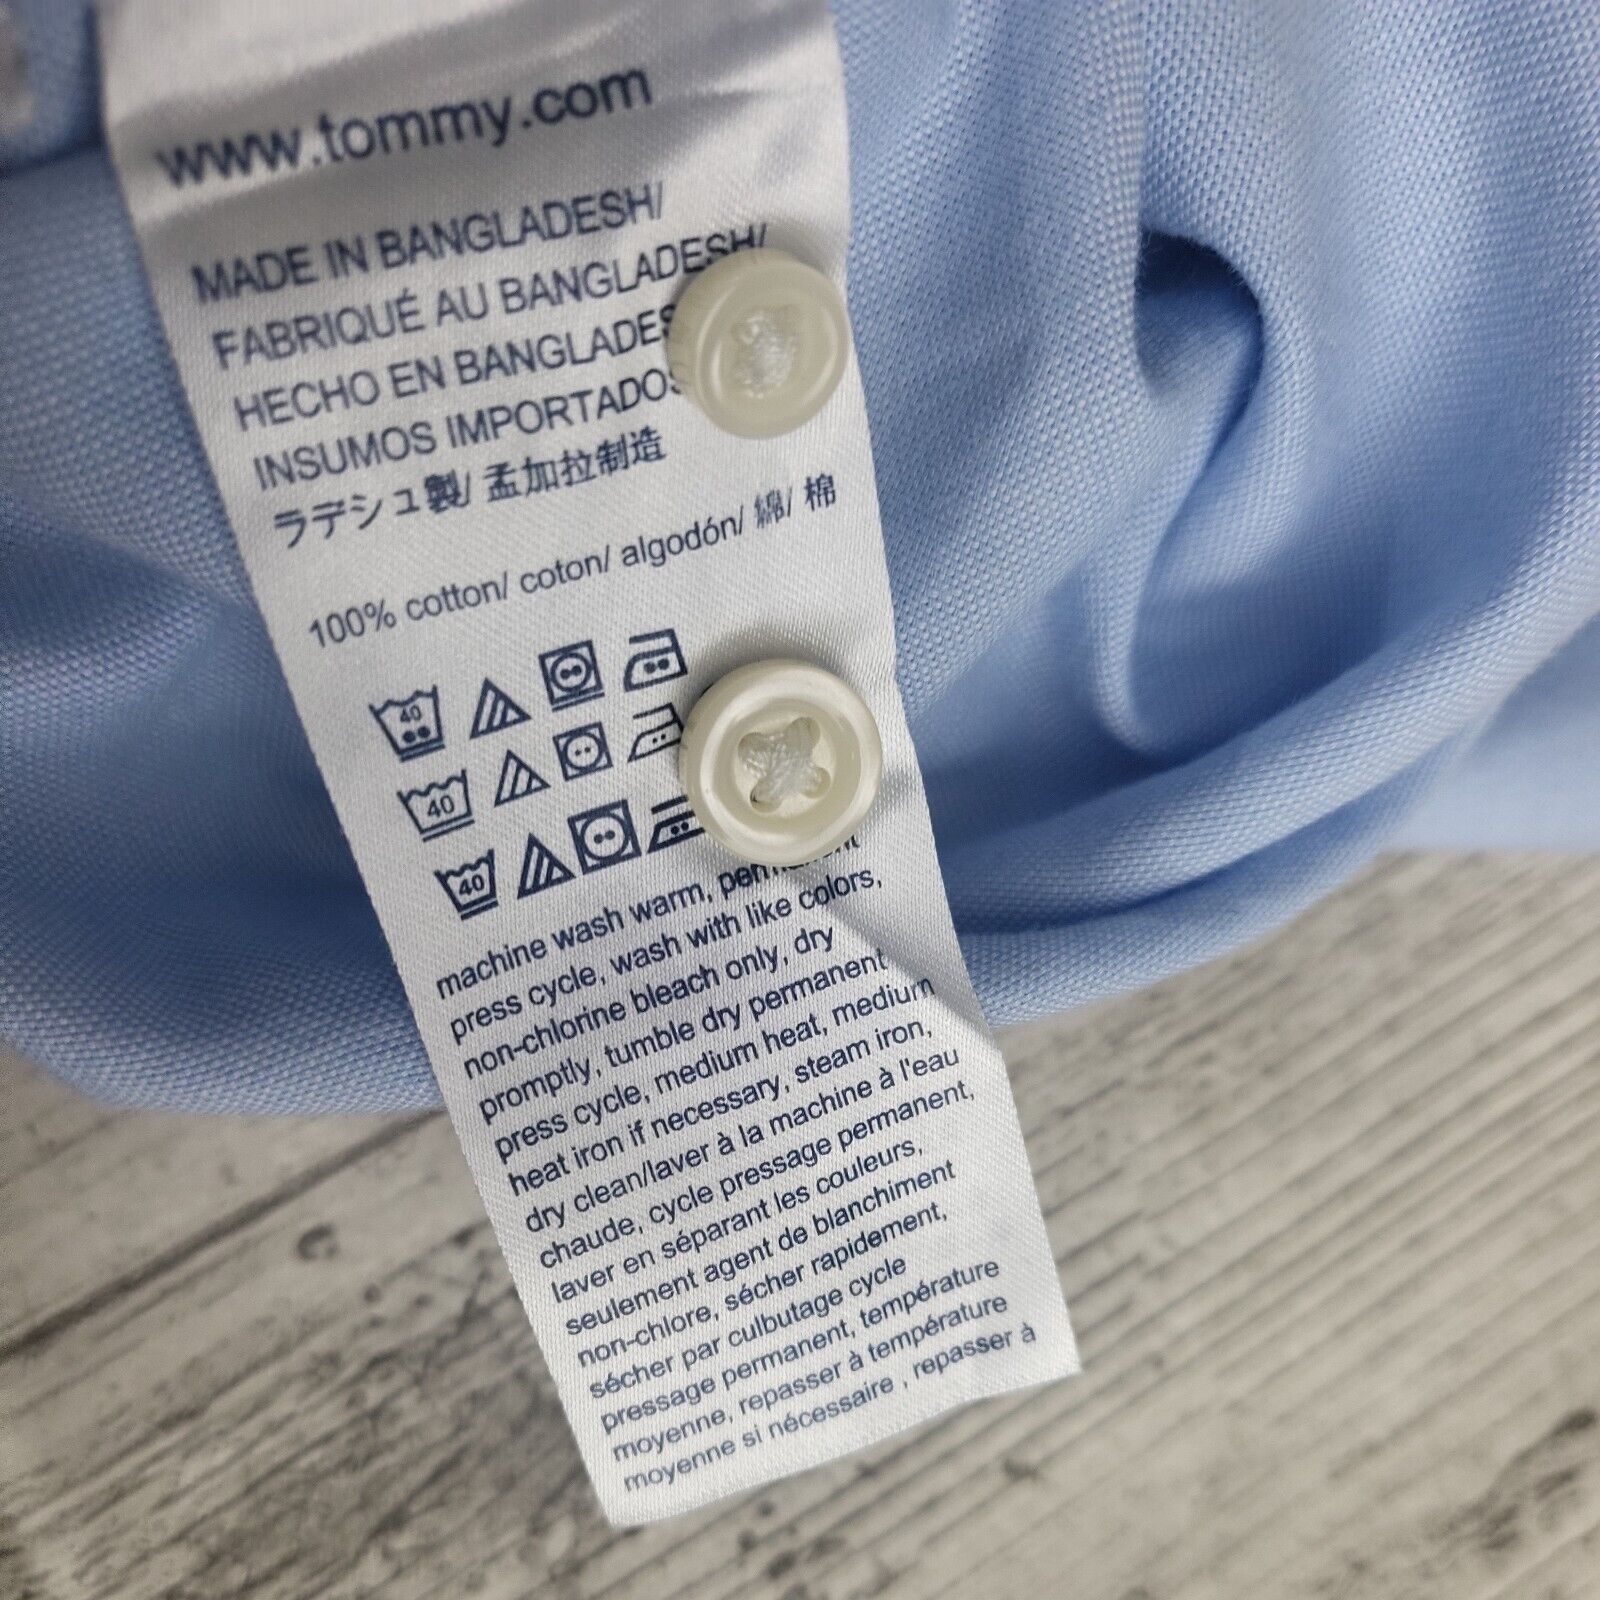 www.tommy.com
MADE IN BANGLADESH/
FABRIQUÉ AU BANGLADESH/
HECHO EN BANGLADES
INSUMOS IMPORTADOS
ラデシュ製/ 孟加拉制造
100% cotton/ coton/ algodón/ 綿/ 棉
40
40
40
machine wash warm, permanent
press cycle, wash with like colors,
non-chlorine bleach only, dry
promptly, tumble dry permanent
press cycle, medium heat, medium
heat iron if necessary, steam iron,
dry clean/laver à la machine à l'eau
chaude, cycle pressage permanent,
laver en séparant les couleurs,
seulement agent de blanchiment
non-chlore, sécher rapidement,
sécher par culbutage cycle
pressage permanent, température
moyenne, repasser à température
moyenne si nécessaire , repasser à